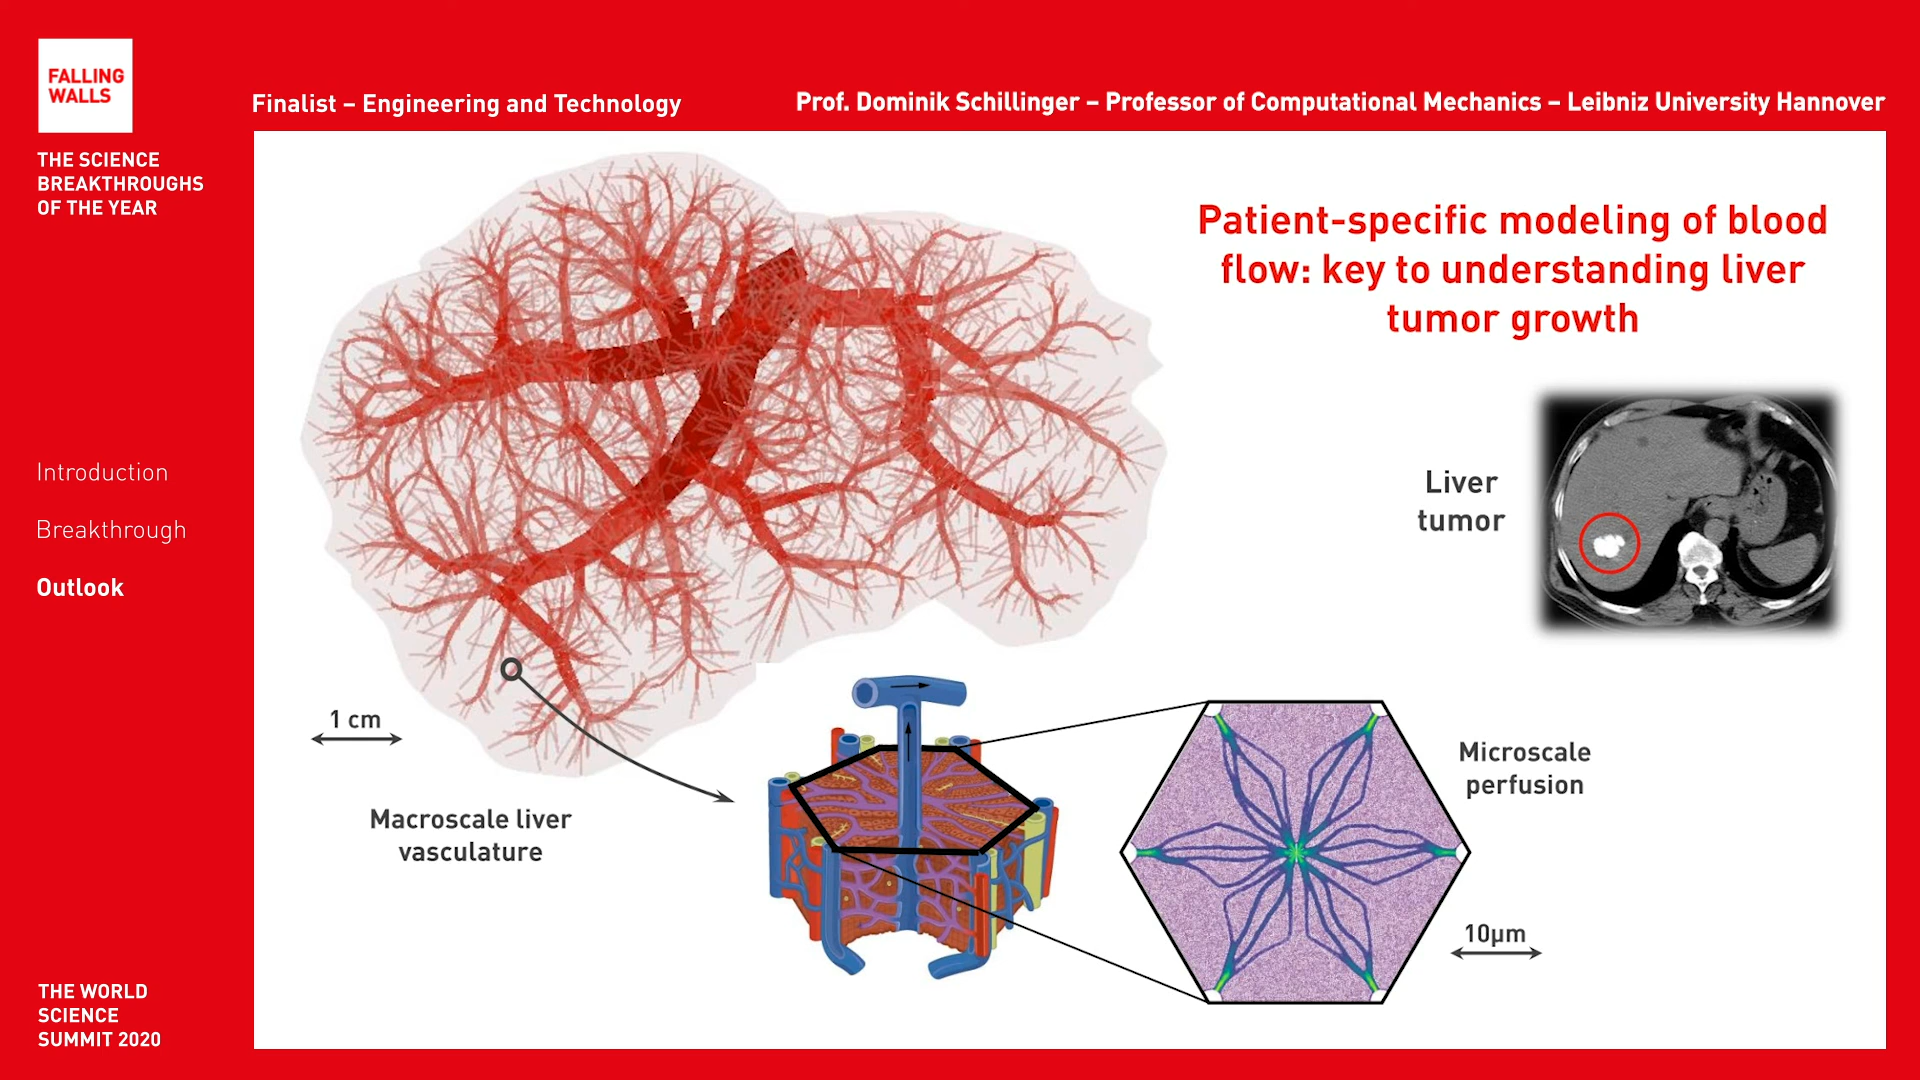 FALLING
WALLS
THE SCIENCE
BREAKTHROUGHS
OF THE YEAR
Finalist – Engineering and Technology
Prof. Dominik Schillinger – Professor of Computational Mechanics – Leibniz University Hannover
Patient-specific modeling of blood
flow: key to understanding liver
tumor growth
Liver
tumor
Introduction
Breakthrough
Outlook
1 cm
Macroscale liver
vasculature
Microscale
perfusion
10µm
THE WORLD
SCIENCE
SUMMIT 2020